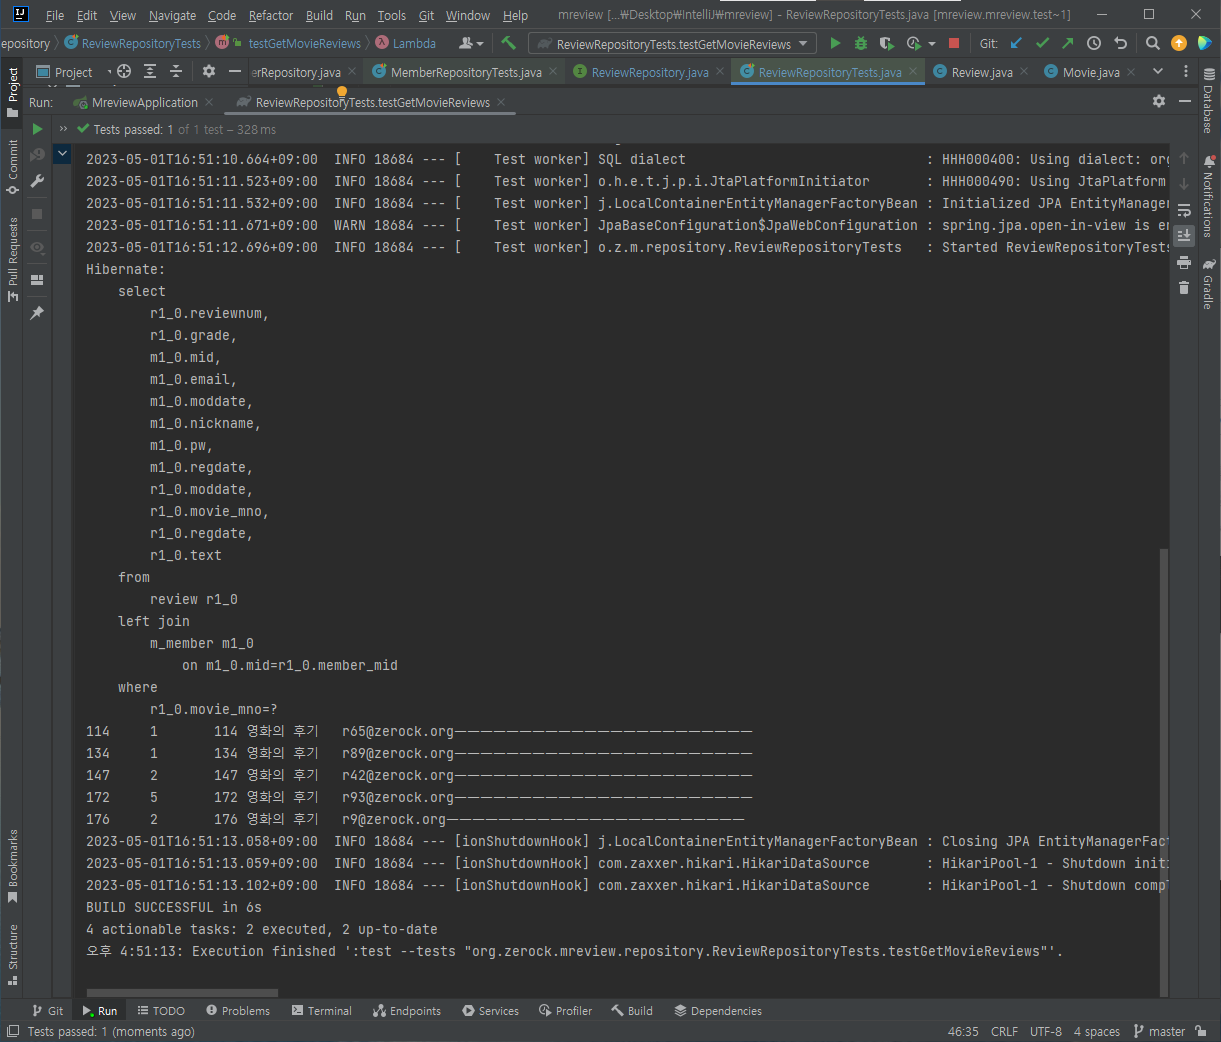 File Edit View Navigate Code Refactor Build Run Tools Git Window Help mreview [...₩Desktop₩IntelliJ₩mreview] - ReviewRepositoryTests.java [mreview.mreview.test~1]
epository ReviewRepositoryTests testGetMovieReviews Lambda ReviewRepositoryTests.testGetMovieReviews Git:
Project erRepository.java MemberRepositoryTests.java ReviewRepository.java ReviewRepositoryTests.java Review.java Movie.java
Run: MreviewApplication ReviewRepositoryTests.testGetMovieReviews
Tests passed: 1 of 1 test – 328 ms
2023-05-01T16:51:10.664+09:00  INFO 18684 --- [    Test worker] SQL dialect                              : HHH000400: Using dialect: org
2023-05-01T16:51:11.523+09:00  INFO 18684 --- [    Test worker] o.h.e.t.j.p.i.JtaPlatformInitiator       : HHH000490: Using JtaPlatform
2023-05-01T16:51:11.532+09:00  INFO 18684 --- [    Test worker] j.LocalContainerEntityManagerFactoryBean : Initialized JPA EntityManager
2023-05-01T16:51:11.671+09:00  WARN 18684 --- [    Test worker] JpaBaseConfiguration$JpaWebConfiguration : spring.jpa.open-in-view is en
2023-05-01T16:51:12.696+09:00  INFO 18684 --- [    Test worker] o.z.m.repository.ReviewRepositoryTests   : Started ReviewRepositoryTests
Hibernate:
select
r1_0.reviewnum,
r1_0.grade,
m1_0.mid,
m1_0.email,
m1_0.moddate,
m1_0.nickname,
m1_0.pw,
m1_0.regdate,
r1_0.moddate,
r1_0.movie_mno,
r1_0.regdate,
r1_0.text
from
review r1_0
left join
m_member m1_0
on m1_0.mid=r1_0.member_mid
where
r1_0.movie_mno=?
114 1 114 영화의 후기 r65@zerock.org———————————————————————
134 1 134 영화의 후기 r89@zerock.org———————————————————————
147 2 147 영화의 후기 r42@zerock.org———————————————————————
172 5 172 영화의 후기 r93@zerock.org———————————————————————
176 2 176 영화의 후기 r9@zerock.org———————————————————————
2023-05-01T16:51:13.058+09:00  INFO 18684 --- [ionShutdownHook] j.LocalContainerEntityManagerFactoryBean : Closing JPA EntityManagerFact
2023-05-01T16:51:13.059+09:00  INFO 18684 --- [ionShutdownHook] com.zaxxer.hikari.HikariDataSource       : HikariPool-1 - Shutdown initi
2023-05-01T16:51:13.102+09:00  INFO 18684 --- [ionShutdownHook] com.zaxxer.hikari.HikariDataSource       : HikariPool-1 - Shutdown compl
BUILD SUCCESSFUL in 6s
4 actionable tasks: 2 executed, 2 up-to-date
오후 4:51:13: Execution finished ':test --tests "org.zerock.mreview.repository.ReviewRepositoryTests.testGetMovieReviews"'.
Project
Commit
Pull Requests
Bookmarks
Structure
Database
Notifications
Gradle
Git Run TODO Problems Terminal Endpoints Services Profiler Build Dependencies
Tests passed: 1 (moments ago) 46:35 CRLF UTF-8 4 spaces master